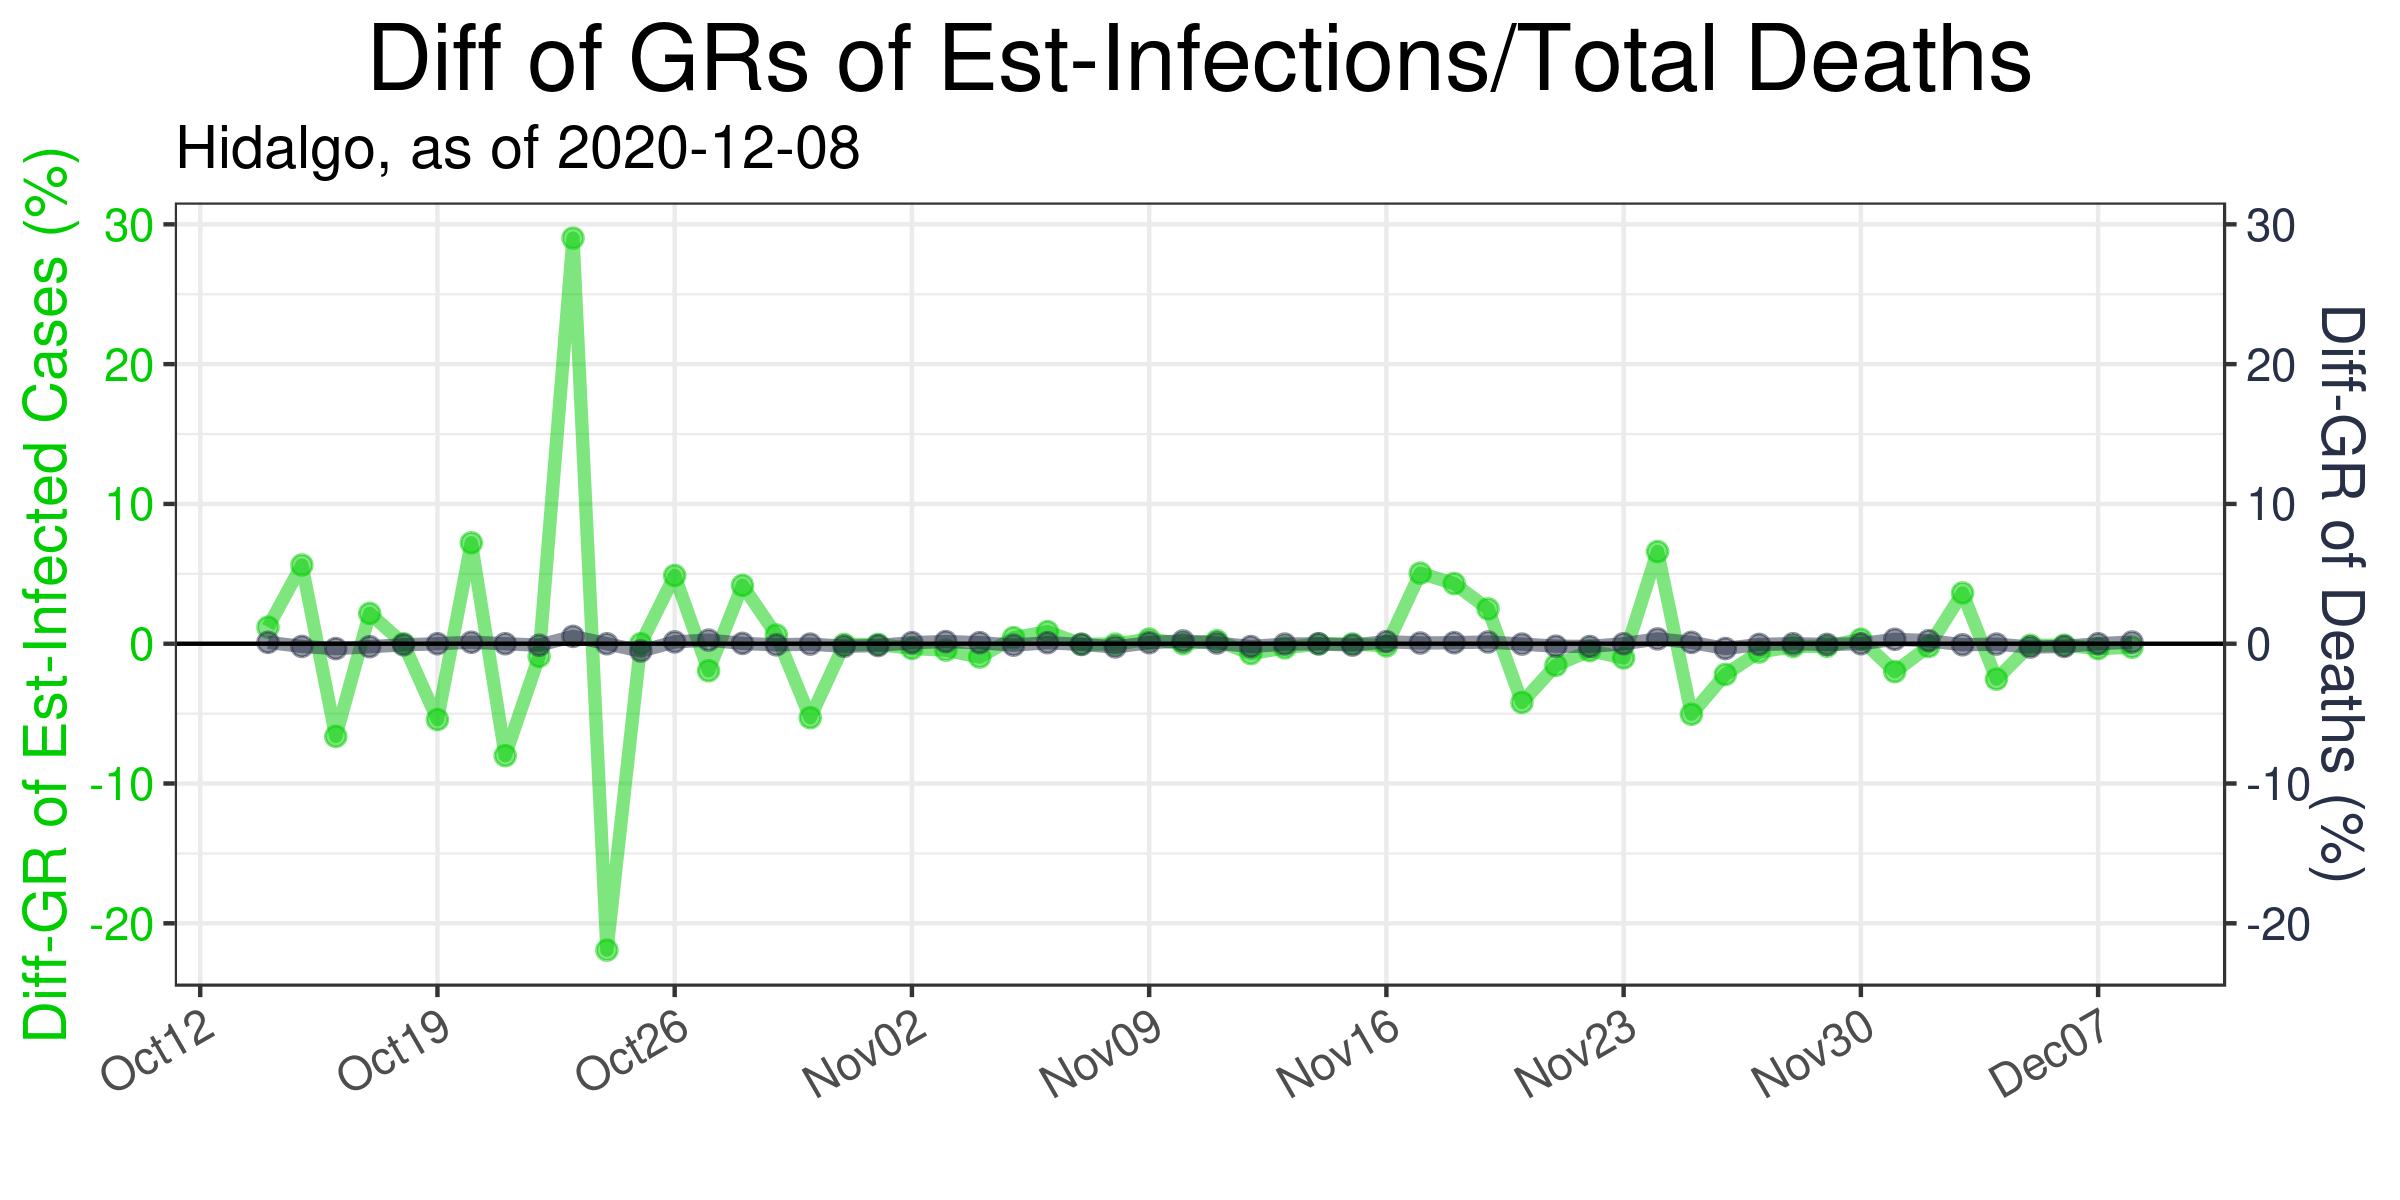 Diff of GRs of Est-Infections/Total Deaths
Hidalgo, as of 2020-12-08
Diff-GR of Est-Infected Cases (%)
30
20
10
0
-10
-20
30
20
10
0
-10
-20
Diff-GR of Deaths (%)
Oct12
Oct19
Oct26
Nov02
Nov09
Nov16
Nov23
Nov30
Dec07